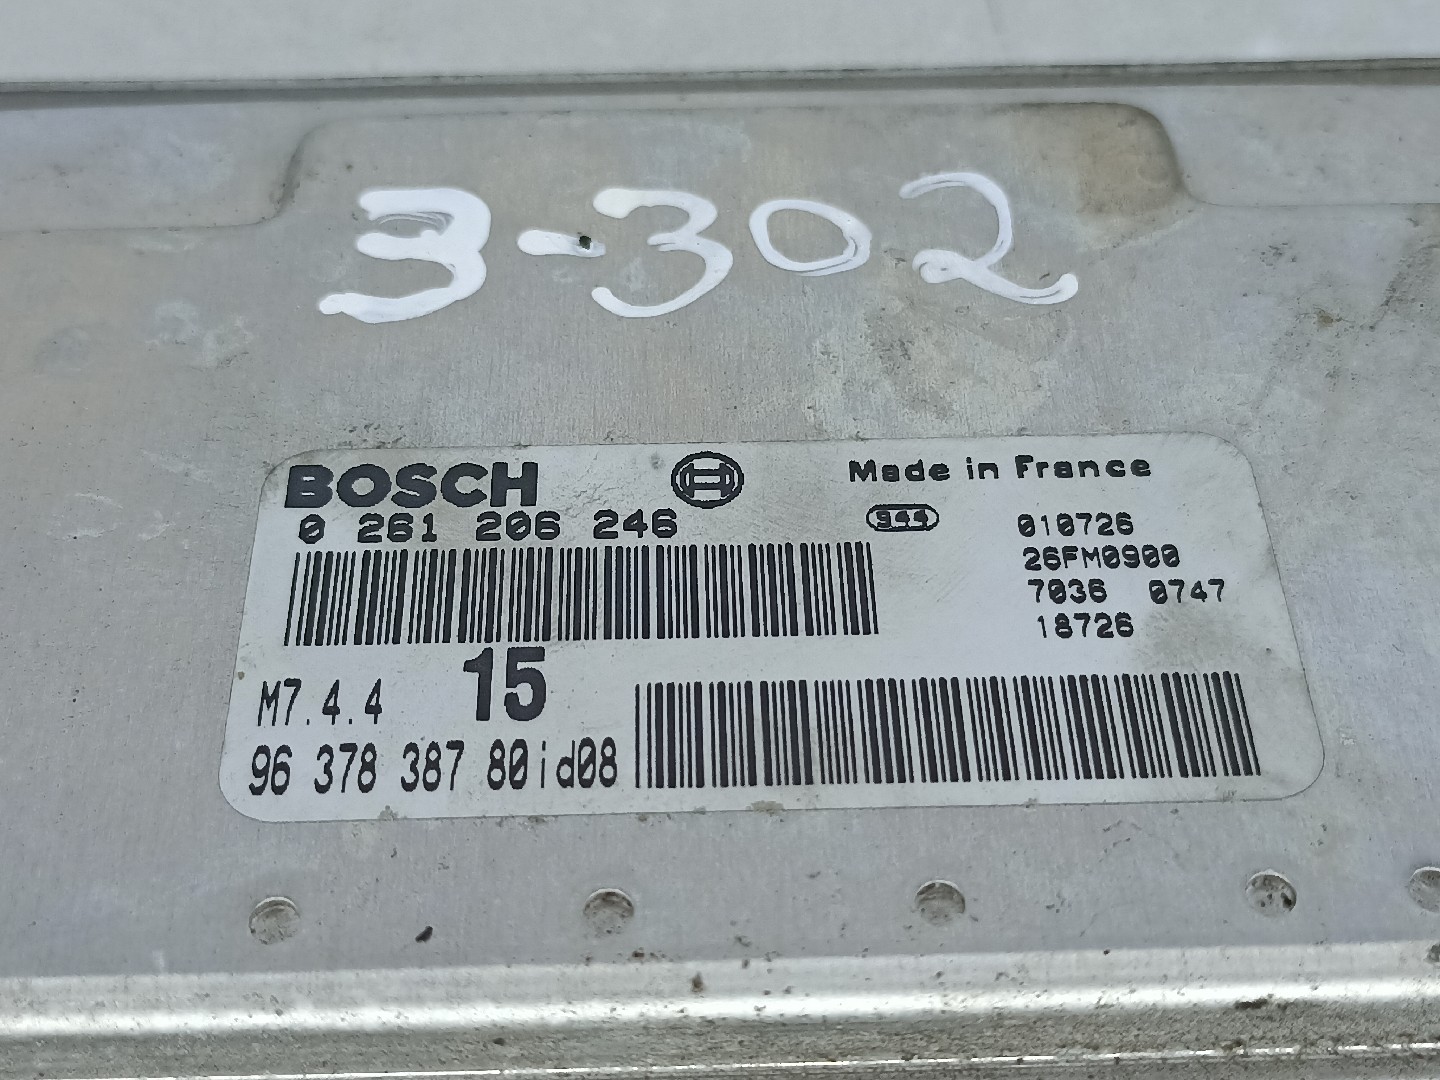 3-302
BOSCH Made in France
0 261 206 246 944 010726
26FM0900
7036 0747
18726
M7.4.4 15
96 378 387 80id08